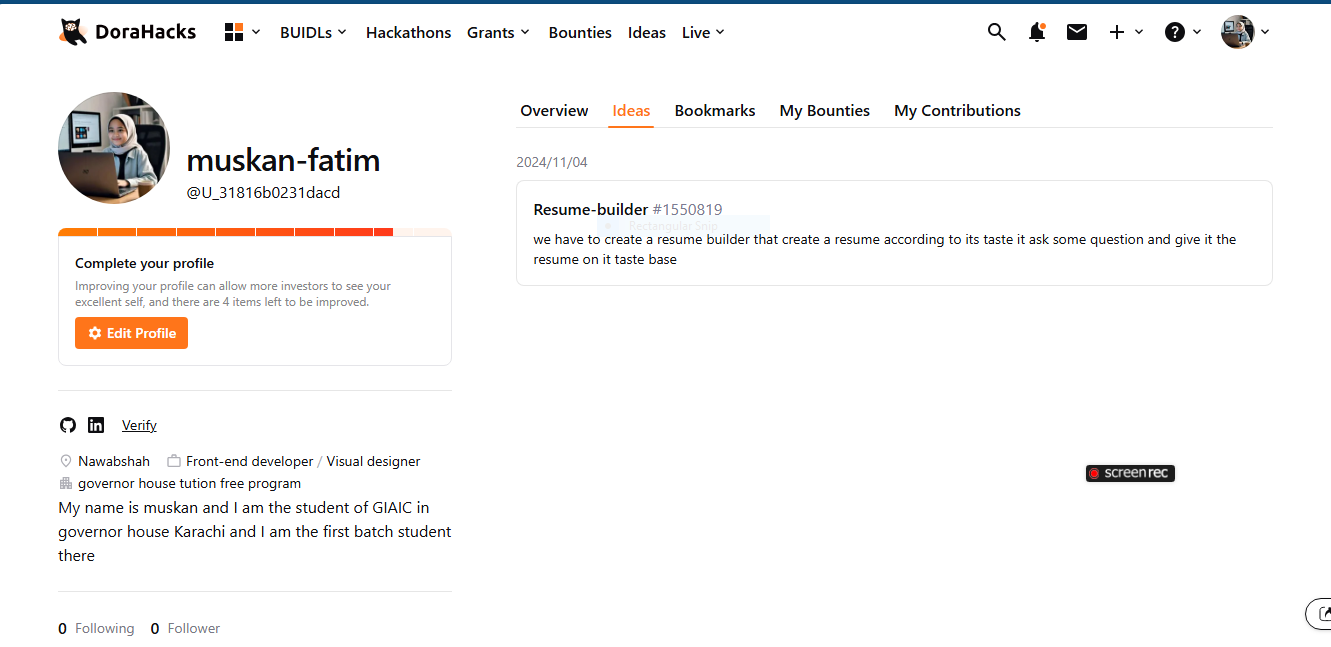 DoraHacks
BUIDLs
Hackathons
Grants
Bounties
Ideas
Live
muskan-fatim
@U_31816b0231dacd
Complete your profile
Improving your profile can allow more investors to see your
excellent self, and there are 4 items left to be improved.
Edit Profile
Verify
Nawabshah
Front-end developer / Visual designer
governor house tution free program
My name is muskan and I am the student of GIAIC in
governor house Karachi and I am the first batch student
there
0 Following
0 Follower
Overview
Ideas
Bookmarks
My Bounties
My Contributions
2024/11/04
Resume-builder #1550819
Rectangular Snip
we have to create a resume builder that create a resume according to its taste it ask some question and give it the
resume on it taste base
screenrec